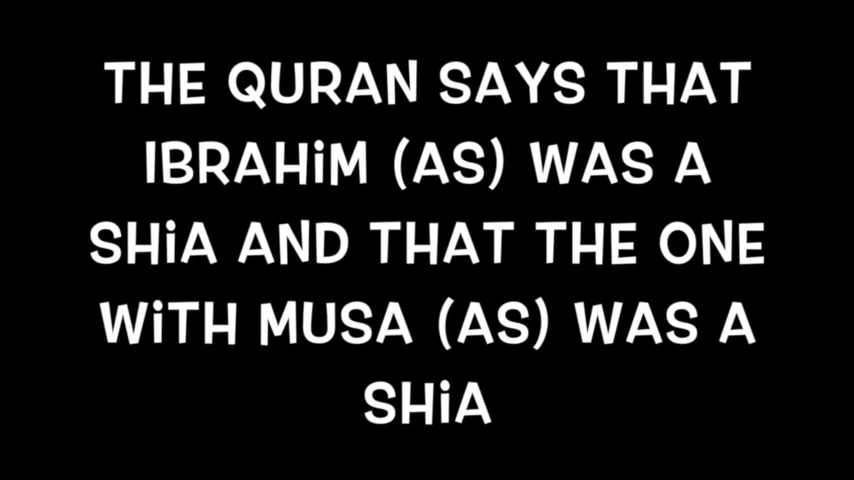 THE QURAN SAYS THAT
IBRAHiM (AS) WAS A
SHiA AND THAT THE ONE
WiTH MUSA (AS) WAS A
SHiA